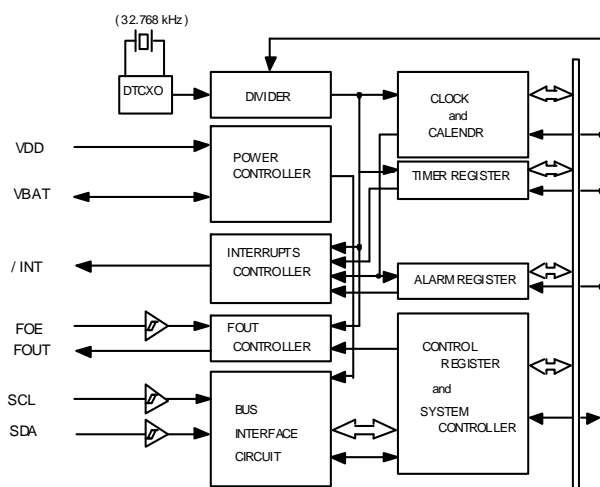 (32.768 kHz)
DTCXO
DIVIDER
CLOCK
and
CALENDR
VDD
VBAT
POWER
CONTROLLER
TIMER REGISTER
/ INT
INTERRUPTS
CONTROLLER
ALARM REGISTER
FOE
FOUT
FOUT
CONTROLLER
CONTROL
REGISTER
and
SYSTEM
CONTROLLER
SCL
SDA
BUS
INTERFACE
CIRCUIT